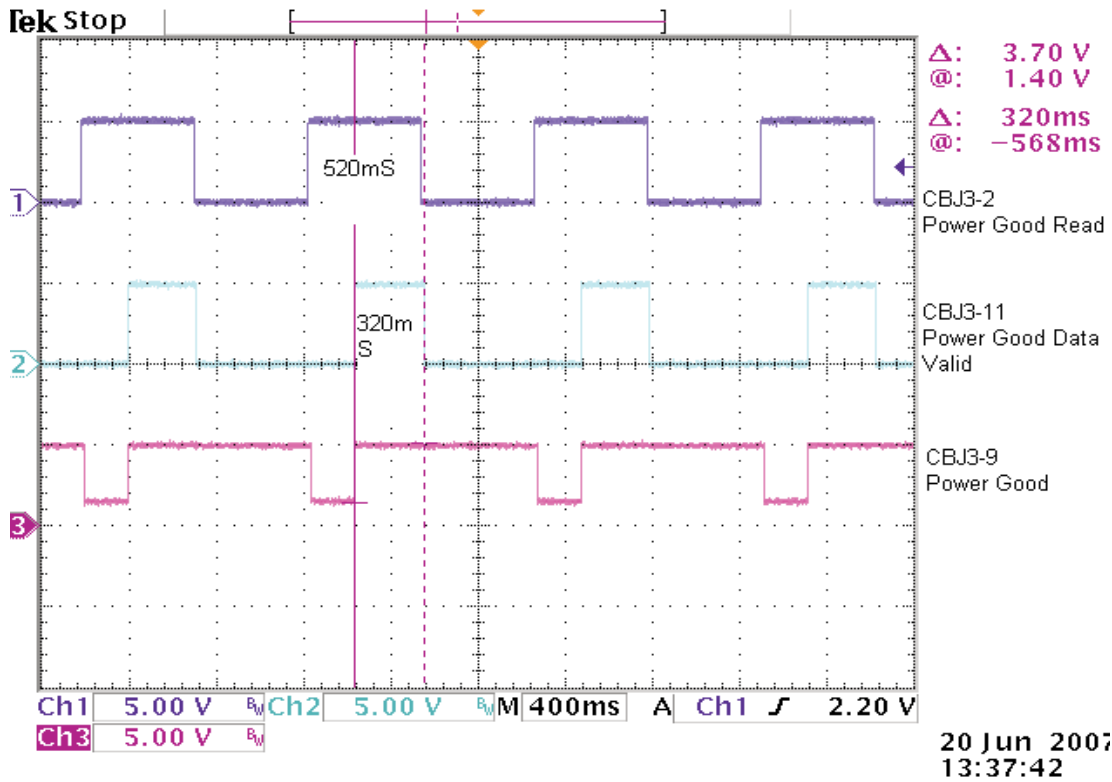 Tek Stop
Δ: 3.70 V
@: 1.40 V
Δ: 320ms
@: −568ms
520mS
1
CBJ3-2
Power Good Read
320m
S
CBJ3-11
Power Good Data
Valid
2
CBJ3-9
Power Good
3
Ch1 5.00 V BW Ch2 5.00 V BW M 400ms A Ch1 2.20 V
Ch3 5.00 V BW
20 Jun 2007
13:37:42